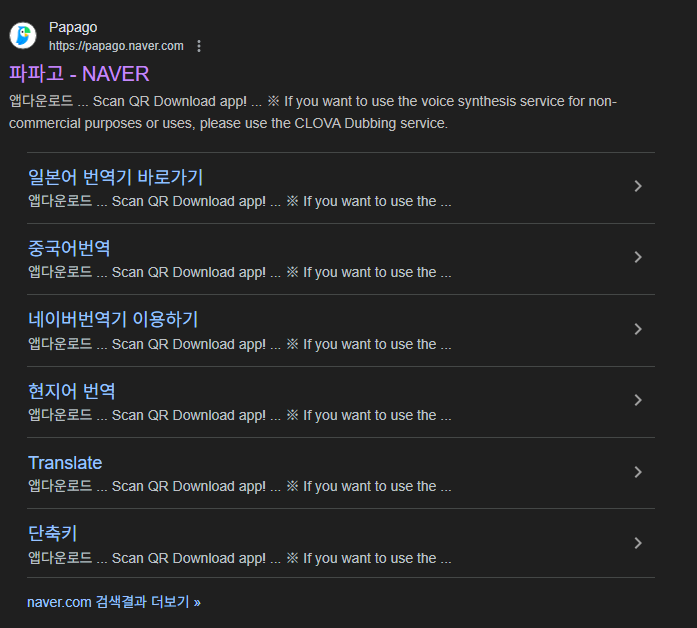 Papago
https://papago.naver.com
파파고 - NAVER
앱다운로드 ... Scan QR Download app! ... ※ If you want to use the voice synthesis service for non-
commercial purposes or uses, please use the CLOVA Dubbing service.
일본어 번역기 바로가기
앱다운로드 ... Scan QR Download app! ... ※ If you want to use the ...
중국어번역
앱다운로드 ... Scan QR Download app! ... ※ If you want to use the ...
네이버번역기 이용하기
앱다운로드 ... Scan QR Download app! ... ※ If you want to use the ...
현지어 번역
앱다운로드 ... Scan QR Download app! ... ※ If you want to use the ...
Translate
앱다운로드 ... Scan QR Download app! ... ※ If you want to use the ...
단축키
앱다운로드 ... Scan QR Download app! ... ※ If you want to use the ...
naver.com 검색결과 더보기 »